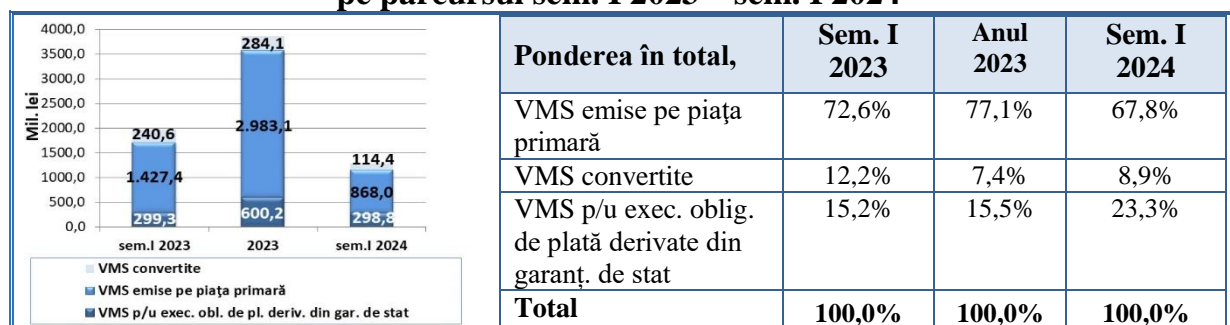 pe parcursul sem. I 2023 – sem. I 2024
4000,0
3500,0
3000,0
2500,0
2000,0
1500,0
1000,0
500,0
0,0
Mil. lei
240,6
1.427,4
299,3
284,1
2.983,1
600,2
114,4
868,0
298,8
sem.I 2023 2023 sem.I 2024
VMS convertite
VMS emise pe piața primară
VMS p/u exec. obl. de pl. deriv. din gar. de stat
Ponderea în total, Sem. I 2023 Anul 2023 Sem. I 2024
VMS emise pe piaţa primară 72,6% 77,1% 67,8%
VMS convertite 12,2% 7,4% 8,9%
VMS p/u exec. oblig. de plată derivate din garanț. de stat 15,2% 15,5% 23,3%
Total 100,0% 100,0% 100,0%